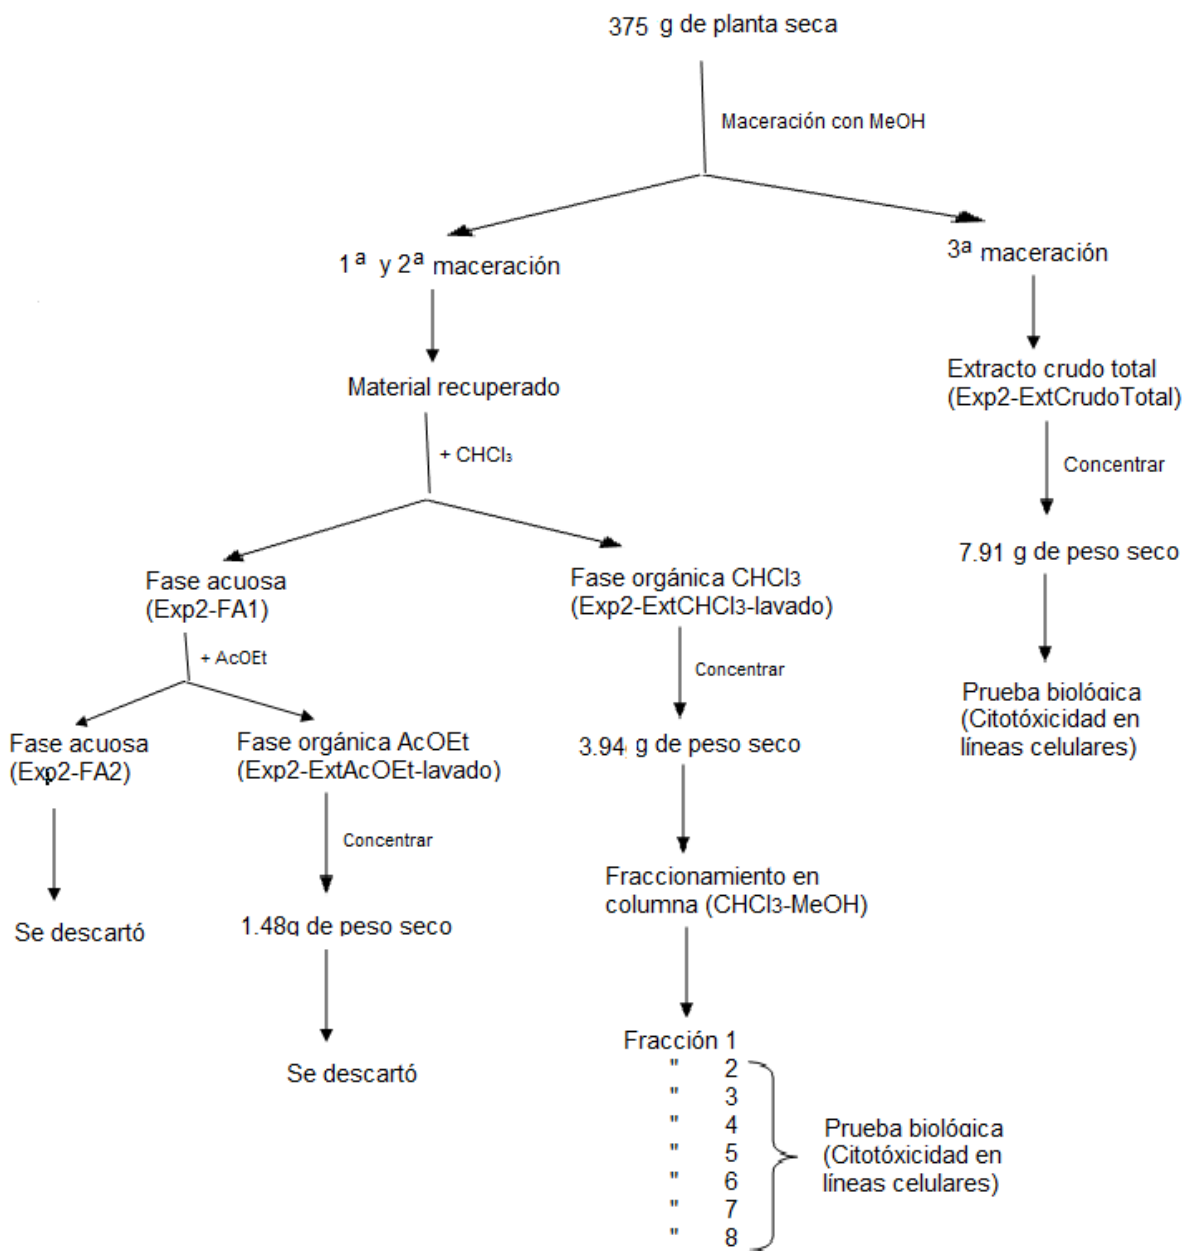 375 g de planta seca
Maceración con MeOH
1ª y 2ª maceración
3ª maceración
Material recuperado
Extracto crudo total
(Exp2-ExtCrudoTotal)
+ CHCl₃
Concentrar
7.91 g de peso seco
Fase acuosa
(Exp2-FA1)
Fase orgánica CHCl₃
(Exp2-ExtCHCl₃-lavado)
+ AcOEt
Concentrar
Prueba biológica
(Citotóxicidad en
líneas celulares)
Fase acuosa
(Exp2-FA2)
Fase orgánica AcOEt
(Exp2-ExtAcOEt-lavado)
3.94 g de peso seco
Concentrar
Fraccionamiento en
columna (CHCl₃-MeOH)
Se descartó
1.48g de peso seco
Se descartó
Fracción 1
" 2
" 3
" 4
" 5
" 6
" 7
" 8
Prueba biológica
(Citotóxicidad en
líneas celulares)